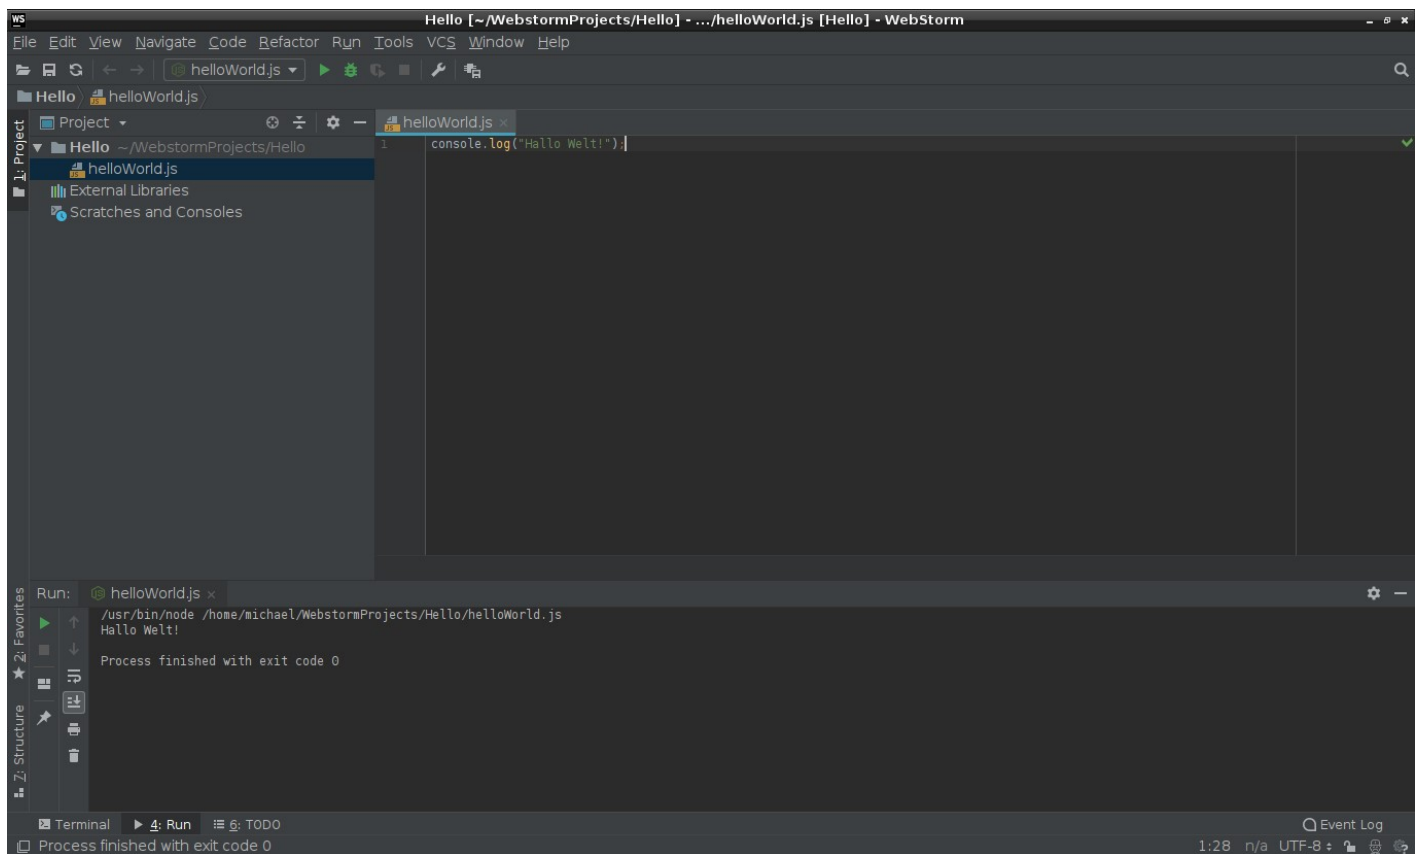 WS Hello [~/WebstormProjects/Hello] - .../helloWorld.js [Hello] - WebStorm
File Edit View Navigate Code Refactor Run Tools VCS Window Help
helloWorld.js
Hello helloWorld.js
1: Project
Project
helloWorld.js
Hello ~/WebstormProjects/Hello
helloWorld.js
External Libraries
Scratches and Consoles
1 console.log("Hallo Welt!");
2: Favorites
Z: Structure
Run: helloWorld.js
/usr/bin/node /home/michael/WebstormProjects/Hello/helloWorld.js
Hallo Welt!
Process finished with exit code 0
Terminal 4: Run 6: TODO Event Log
Process finished with exit code 0 1:28 n/a UTF-8